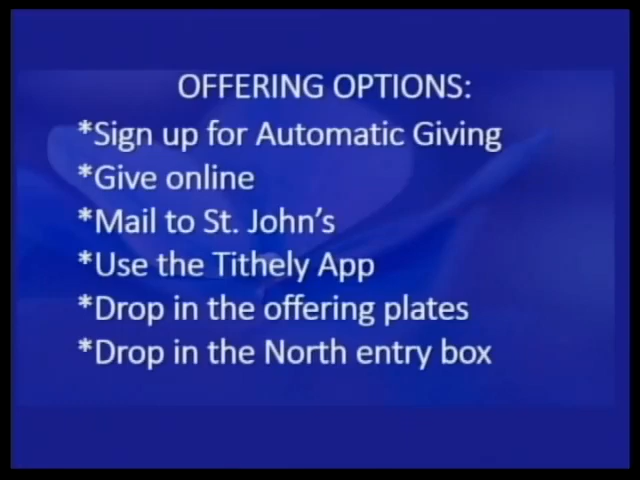 OFFERING OPTIONS:
*Sign up for Automatic Giving
*Give online
*Mail to St. John's
*Use the Tithely App
*Drop in the offering plates
*Drop in the North entry box